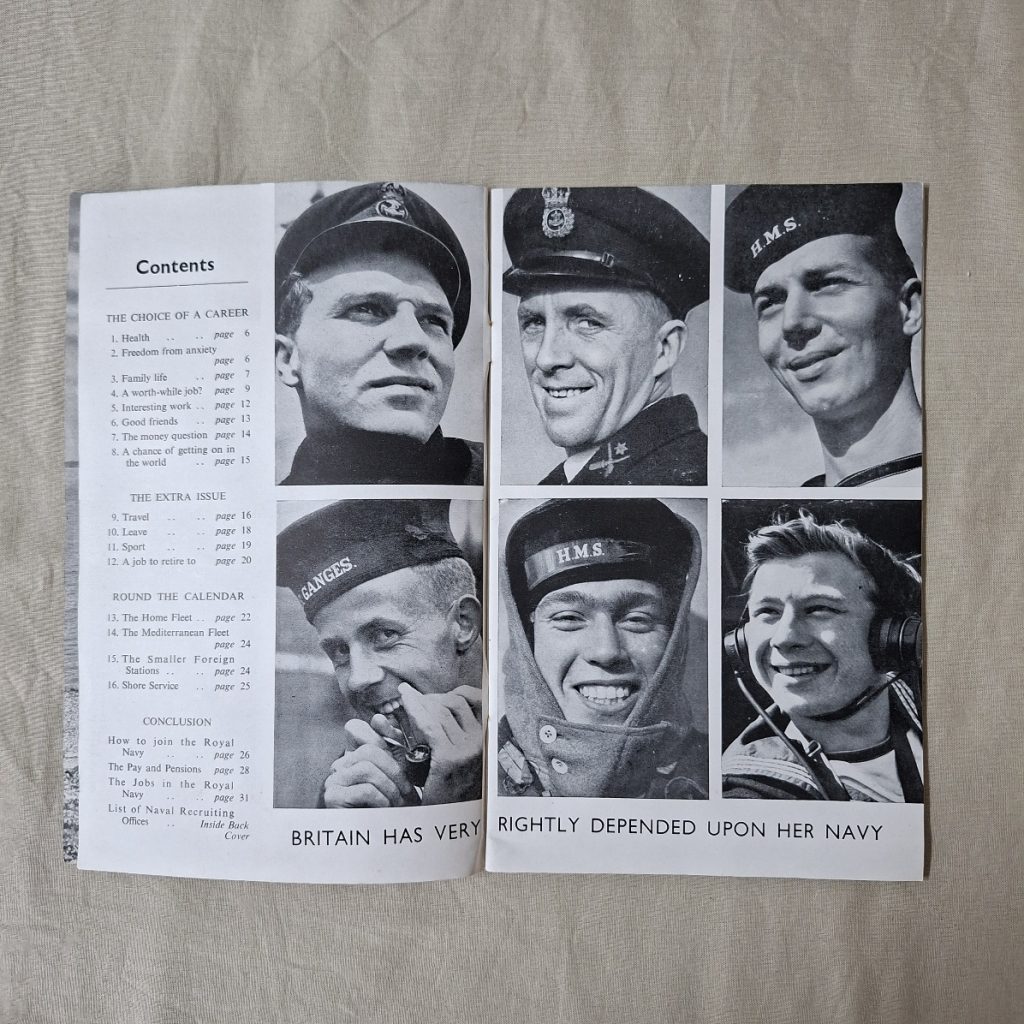 Contents
THE CHOICE OF A CAREER
1. Health .. .. page 6
2. Freedom from anxiety
page 6
3. Family life .. page 7
4. A worth-while job? page 9
5. Interesting work .. page 12
6. Good friends page 13
7. The money question page 14
8. A chance of getting on in
the world .. page 15
THE EXTRA ISSUE
9. Travel .. .. page 16
10. Leave .. .. page 18
11. Sport .. .. page 19
12. A job to retire to page 20
ROUND THE CALENDAR
13. The Home Fleet .. page 22
14. The Mediterranean Fleet
page 24
15. The Smaller Foreign
Stations .. .. page 24
16. Shore Service .. page 25
CONCLUSION
How to join the Royal
Navy .. .. page 26
The Pay and Pensions page 28
The Jobs in the Royal
Navy .. .. page 31
List of Naval Recruiting
Offices .. Inside Back
Cover
H.M.S.
GANGES.
H.M.S.
BRITAIN HAS VERY RIGHTLY DEPENDED UPON HER NAVY